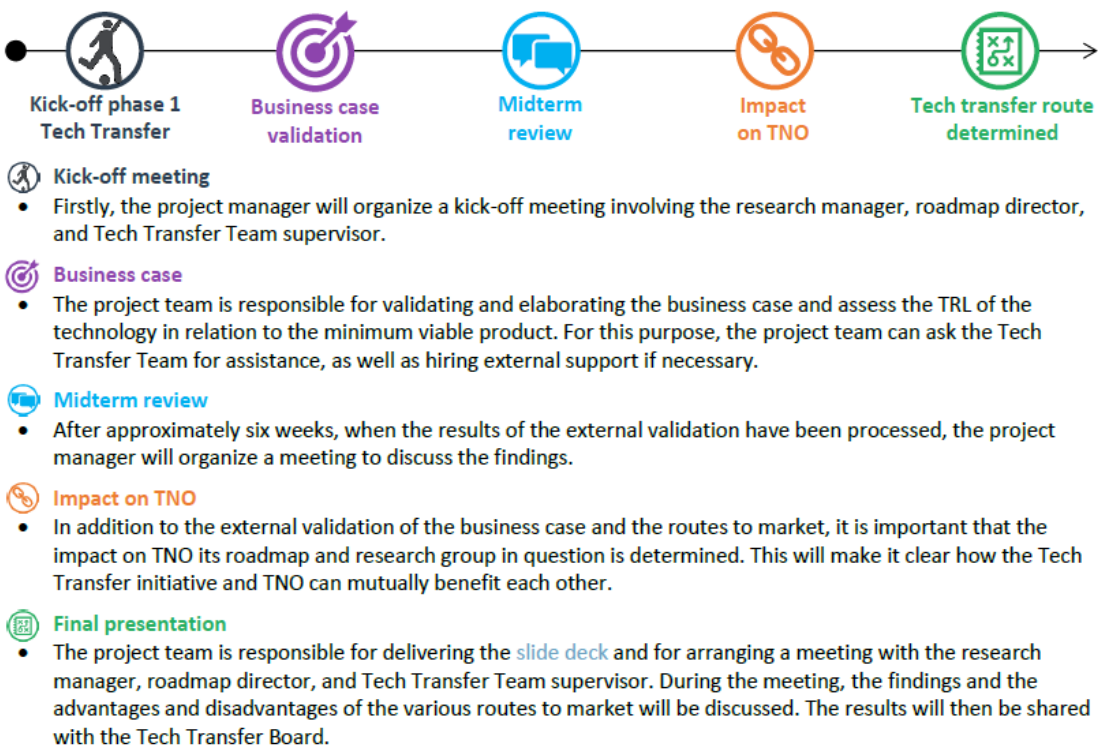 Kick-off phase 1
Tech Transfer
Business case
validation
Midterm
review
Impact
on TNO
Tech transfer route
determined
Kick-off meeting
• Firstly, the project manager will organize a kick-off meeting involving the research manager, roadmap director,
and Tech Transfer Team supervisor.
Business case
• The project team is responsible for validating and elaborating the business case and assess the TRL of the
technology in relation to the minimum viable product. For this purpose, the project team can ask the Tech
Transfer Team for assistance, as well as hiring external support if necessary.
Midterm review
• After approximately six weeks, when the results of the external validation have been processed, the project
manager will organize a meeting to discuss the findings.
Impact on TNO
• In addition to the external validation of the business case and the routes to market, it is important that the
impact on TNO its roadmap and research group in question is determined. This will make it clear how the Tech
Transfer initiative and TNO can mutually benefit each other.
Final presentation
• The project team is responsible for delivering the slide deck and for arranging a meeting with the research
manager, roadmap director, and Tech Transfer Team supervisor. During the meeting, the findings and the
advantages and disadvantages of the various routes to market will be discussed. The results will then be shared
with the Tech Transfer Board.